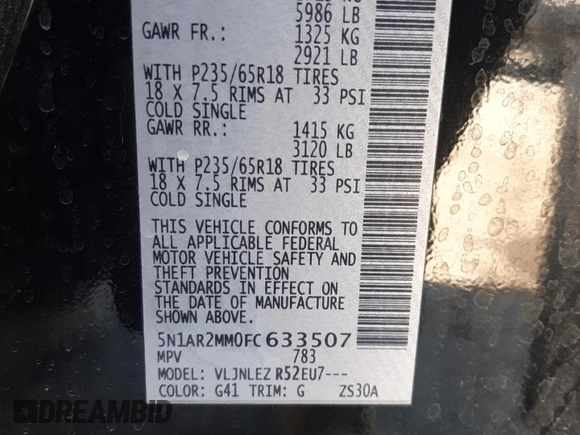 5986 LB
GAWR FR.: 1325 KG
2921 LB
WITH P235/65R18 TIRES
18 X 7.5 RIMS AT 33 PSI
COLD SINGLE
GAWR RR.: 1415 KG
3120 LB
WITH P235/65R18 TIRES
18 X 7.5 RIMS AT 33 PSI
COLD SINGLE
THIS VEHICLE CONFORMS TO
ALL APPLICABLE FEDERAL
MOTOR VEHICLE SAFETY AND
THEFT PREVENTION
STANDARDS IN EFFECT ON
THE DATE OF MANUFACTURE
SHOWN ABOVE.
5N1AR2MM0FC633507
MPV 783
MODEL: VLJNLEZ R52EU7---
COLOR: G41 TRIM: G ZS30A
DREAMBID